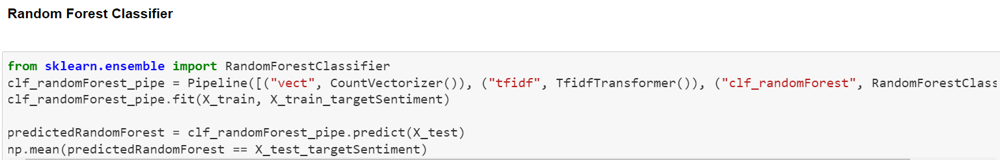 Random Forest Classifier
from sklearn.ensemble import RandomForestClassifier
clf_randomForest_pipe = Pipeline([("vect", CountVectorizer()), ("tfidf", TfidfTransformer()), ("clf_randomForest", RandomForestClass
clf_randomForest_pipe.fit(X_train, X_train_targetSentiment)
predictedRandomForest = clf_randomForest_pipe.predict(X_test)
np.mean(predictedRandomForest == X_test_targetSentiment)